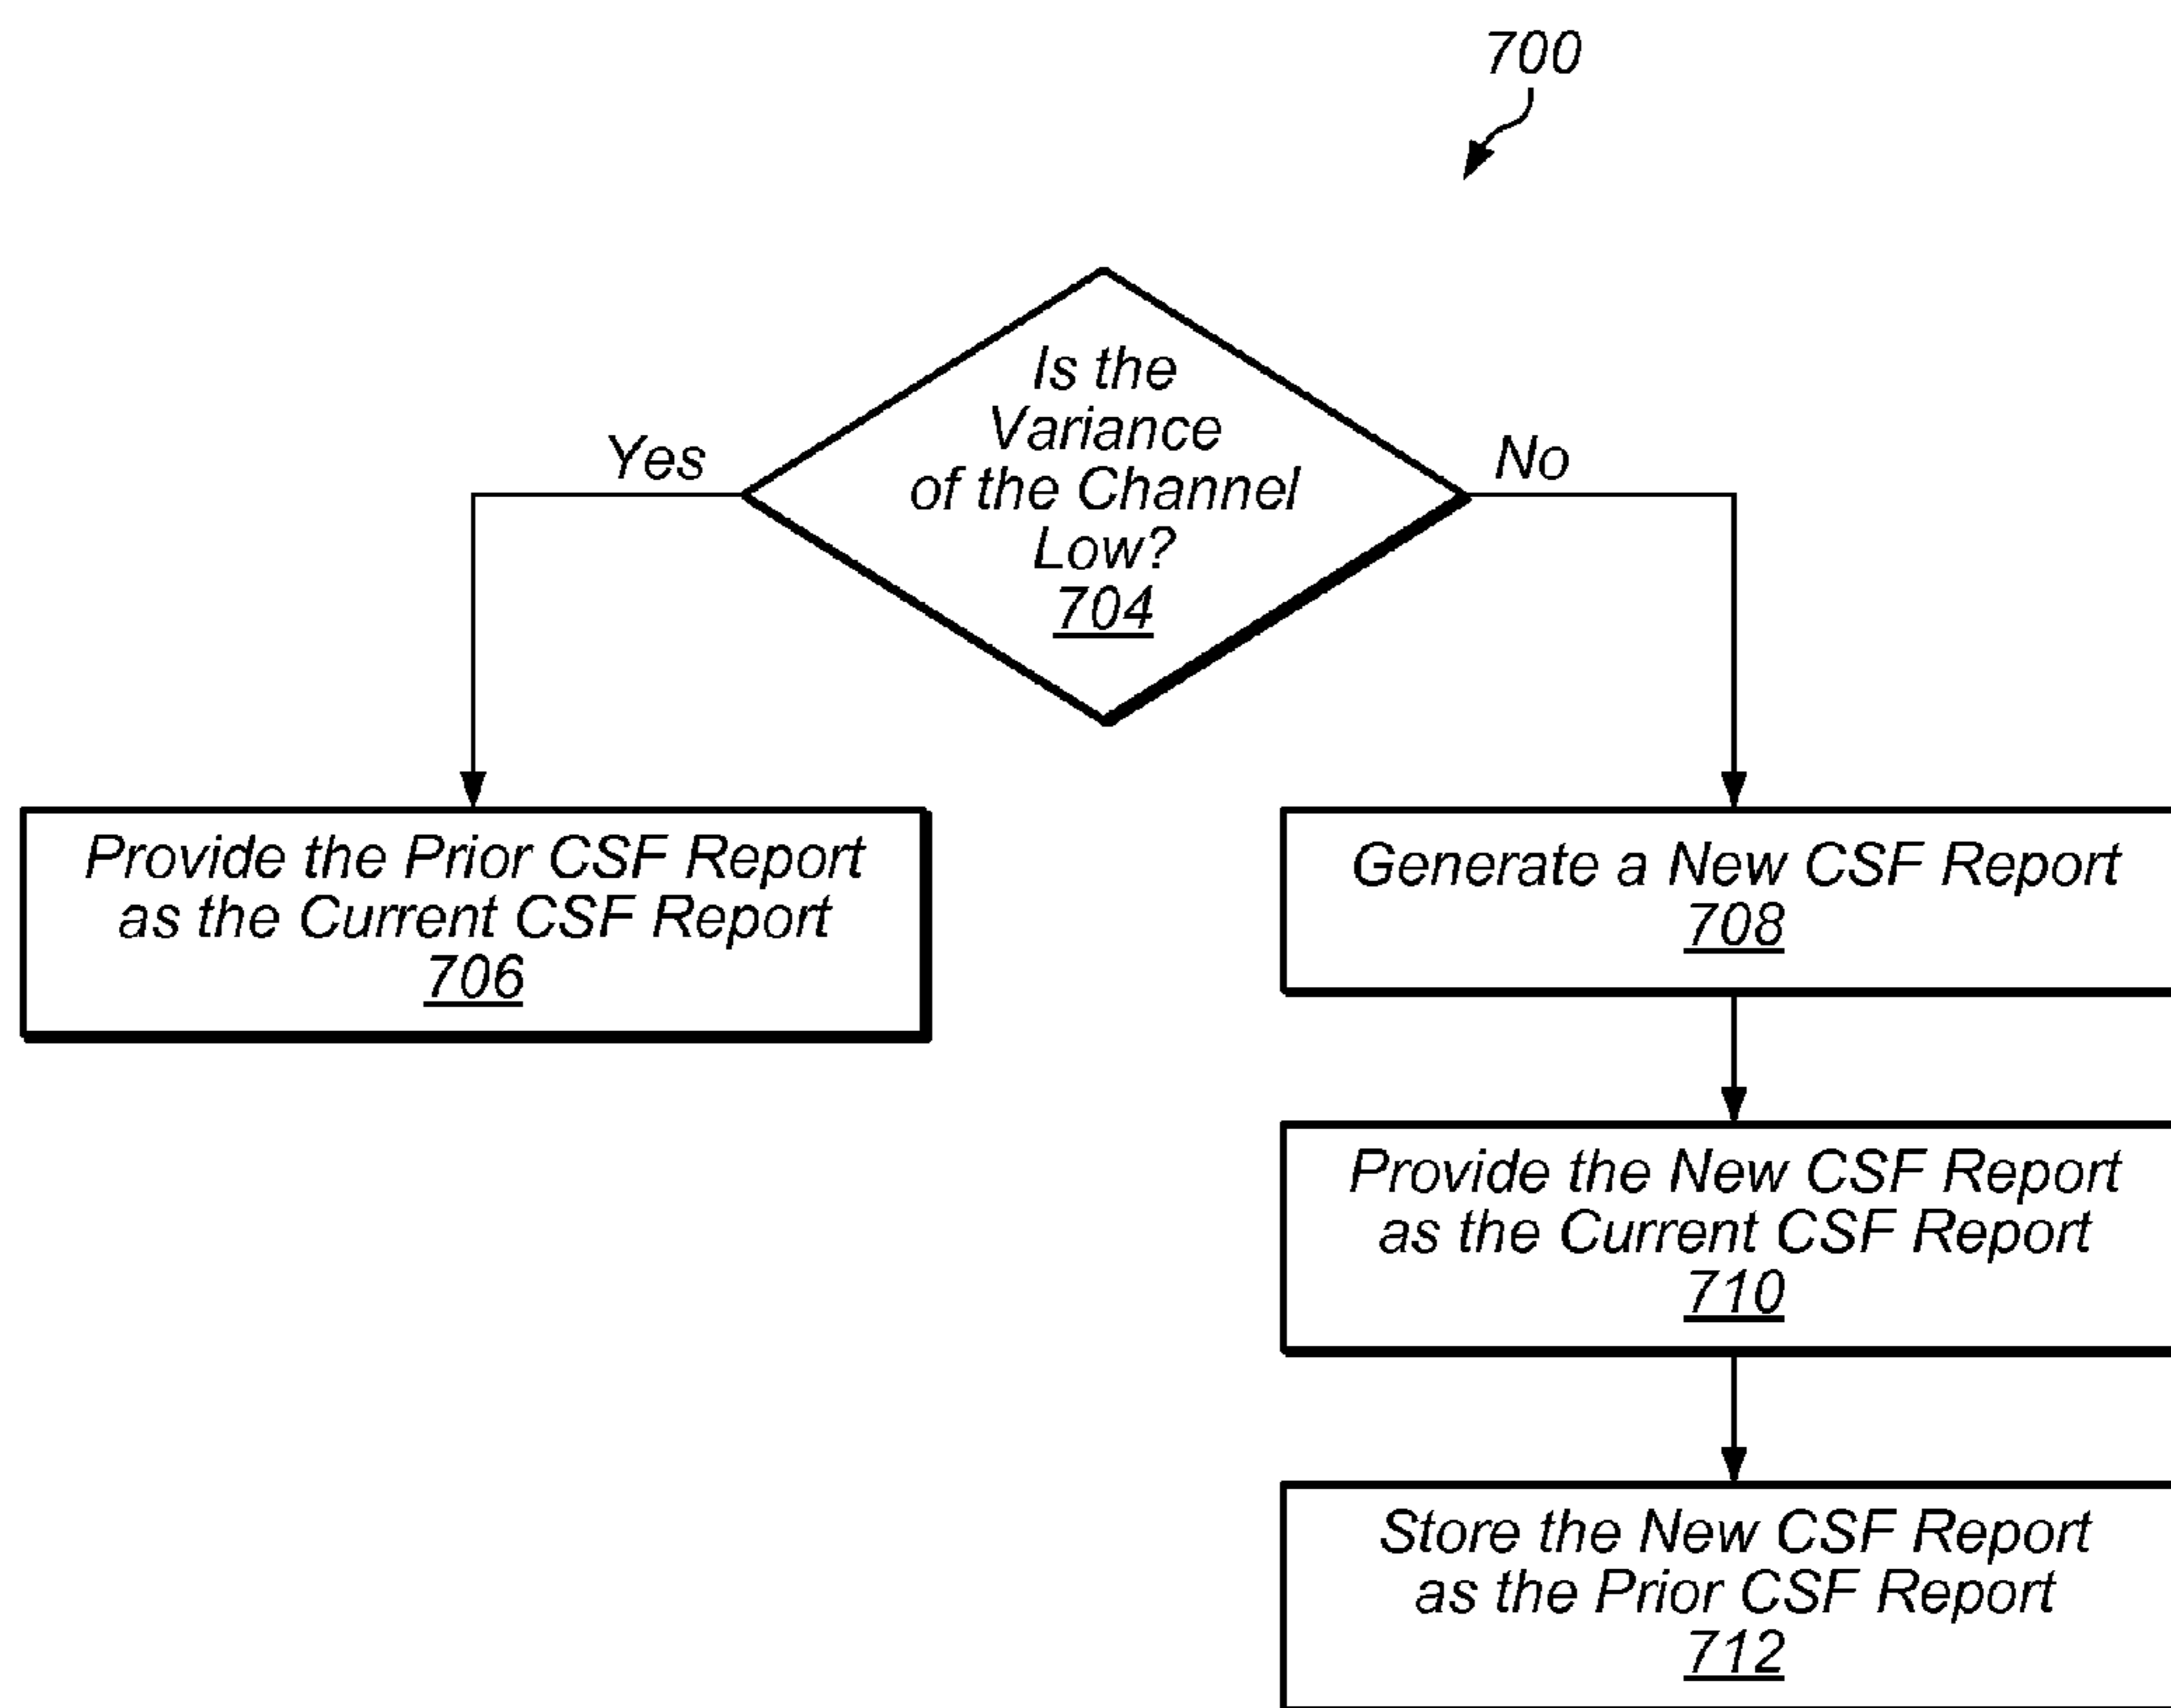 700
Is the
Variance
of the Channel
Low?
704
Yes
No
Provide the Prior CSF Report
as the Current CSF Report
706
Generate a New CSF Report
708
Provide the New CSF Report
as the Current CSF Report
710
Store the New CSF Report
as the Prior CSF Report
712